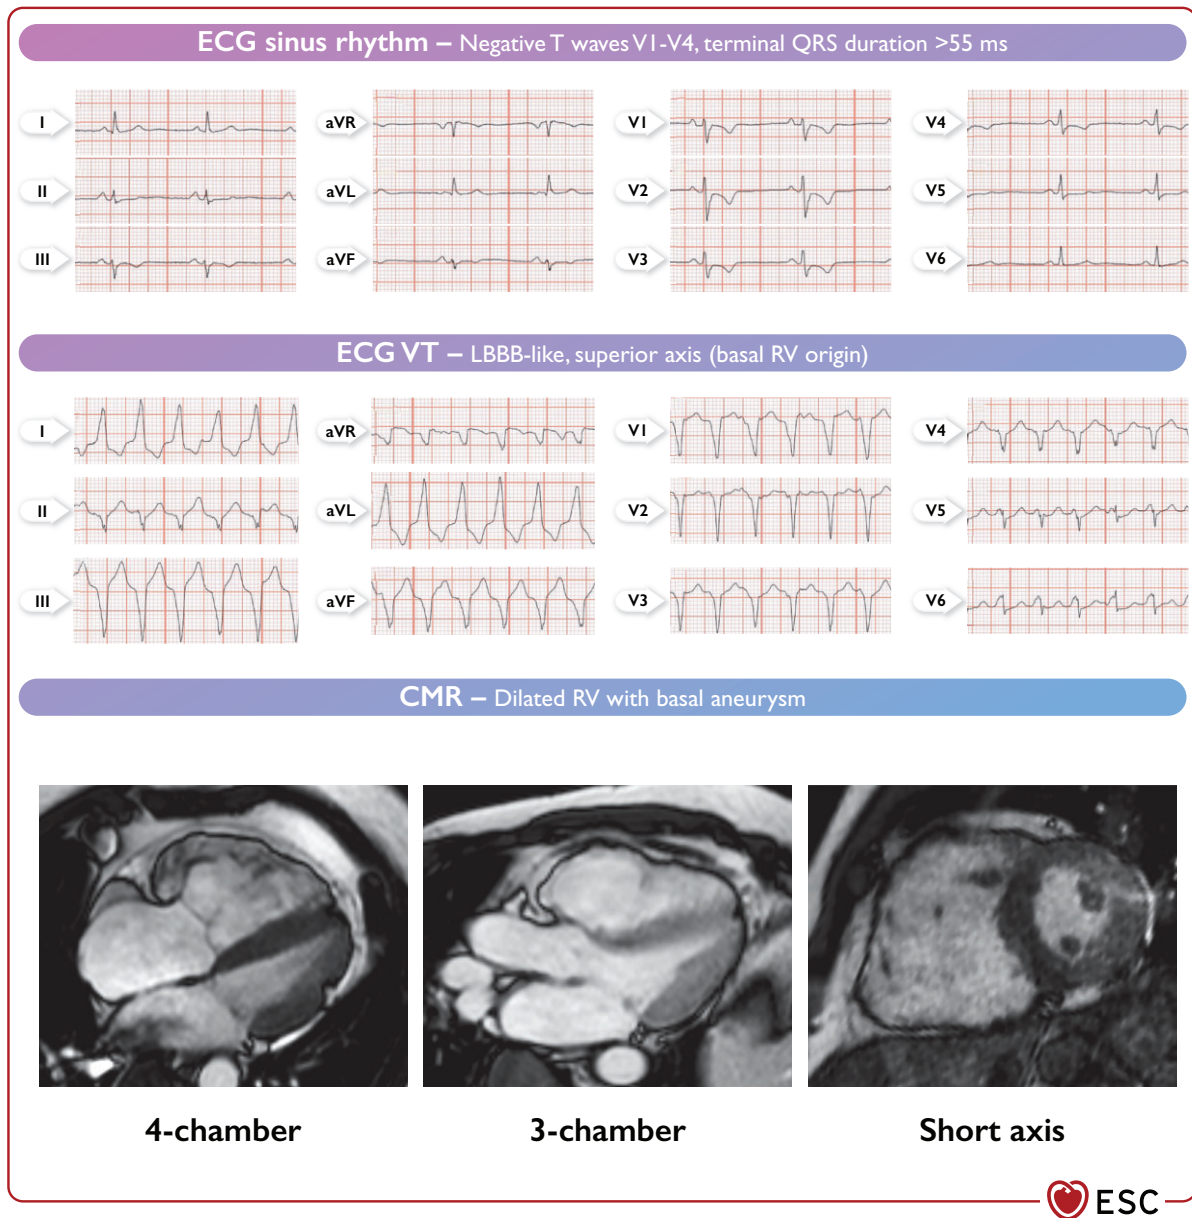 ECG sinus rhythm – Negative T waves V1-V4, terminal QRS duration >55 ms
I
aVR
V1
V4
II
aVL
V2
V5
III
aVF
V3
V6
ECG VT – LBBB-like, superior axis (basal RV origin)
I
aVR
V1
V4
II
aVL
V2
V5
III
aVF
V3
V6
CMR – Dilated RV with basal aneurysm
4-chamber
3-chamber
Short axis
ESC